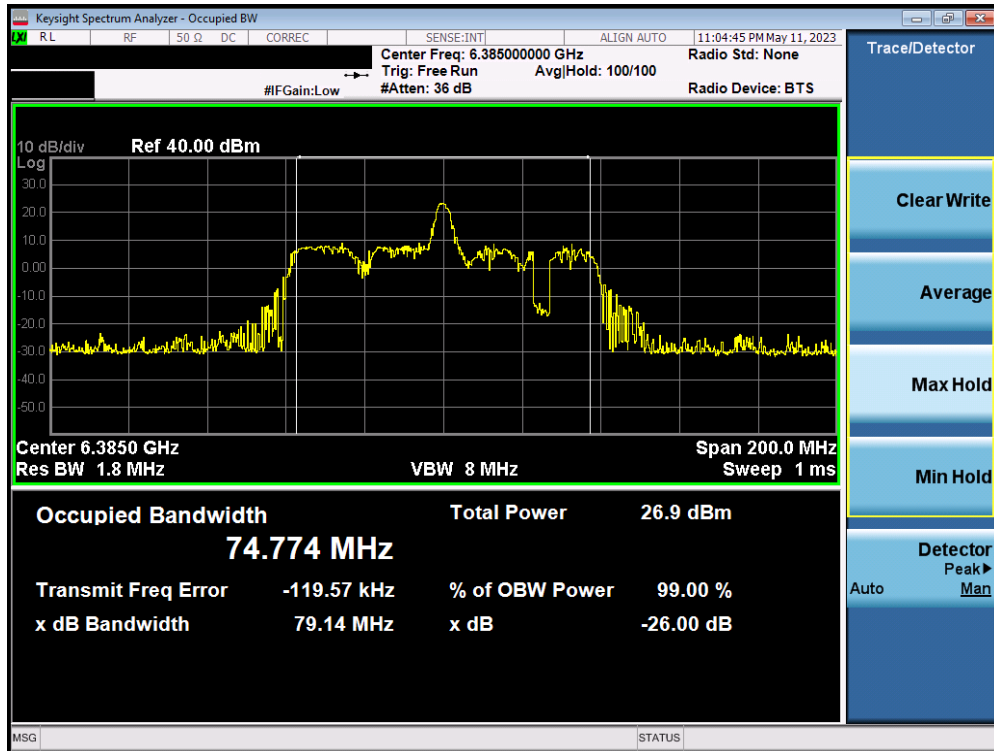 Keysight Spectrum Analyzer - Occupied BW
LXI RL RF 50 Ω DC CORREC SENSE:INT ALIGN AUTO 11:04:45 PM May 11, 2023
Center Freq: 6.385000000 GHz Radio Std: None
Trig: Free Run Avg|Hold: 100/100
#IFGain:Low #Atten: 36 dB Radio Device: BTS
10 dB/div Ref 40.00 dBm
Log
30.0
20.0
10.0
0.00
-10.0
-20.0
-30.0
-40.0
-50.0
Center 6.3850 GHz Span 200.0 MHz
Res BW 1.8 MHz VBW 8 MHz Sweep 1 ms
Occupied Bandwidth Total Power 26.9 dBm
74.774 MHz
Transmit Freq Error -119.57 kHz % of OBW Power 99.00 %
x dB Bandwidth 79.14 MHz x dB -26.00 dB
MSG STATUS
Trace/Detector
Clear Write
Average
Max Hold
Min Hold
Detector
Peak▶
Auto Man